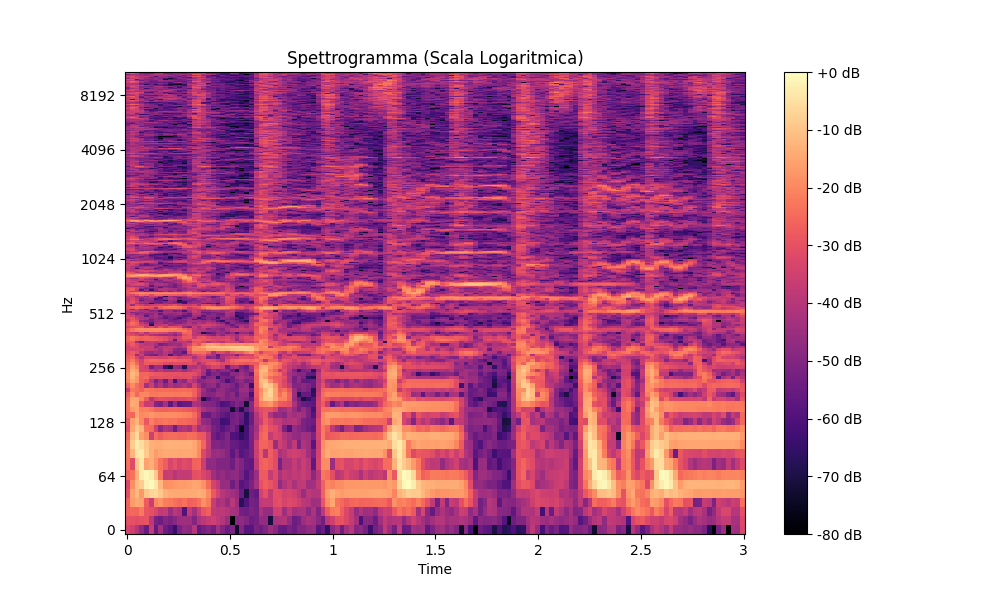 Spettrogramma (Scala Logaritmica)
Hz
8192
4096
2048
1024
512
256
128
64
0
0
0.5
1
1.5
2
2.5
3
Time
+0 dB
-10 dB
-20 dB
-30 dB
-40 dB
-50 dB
-60 dB
-70 dB
-80 dB